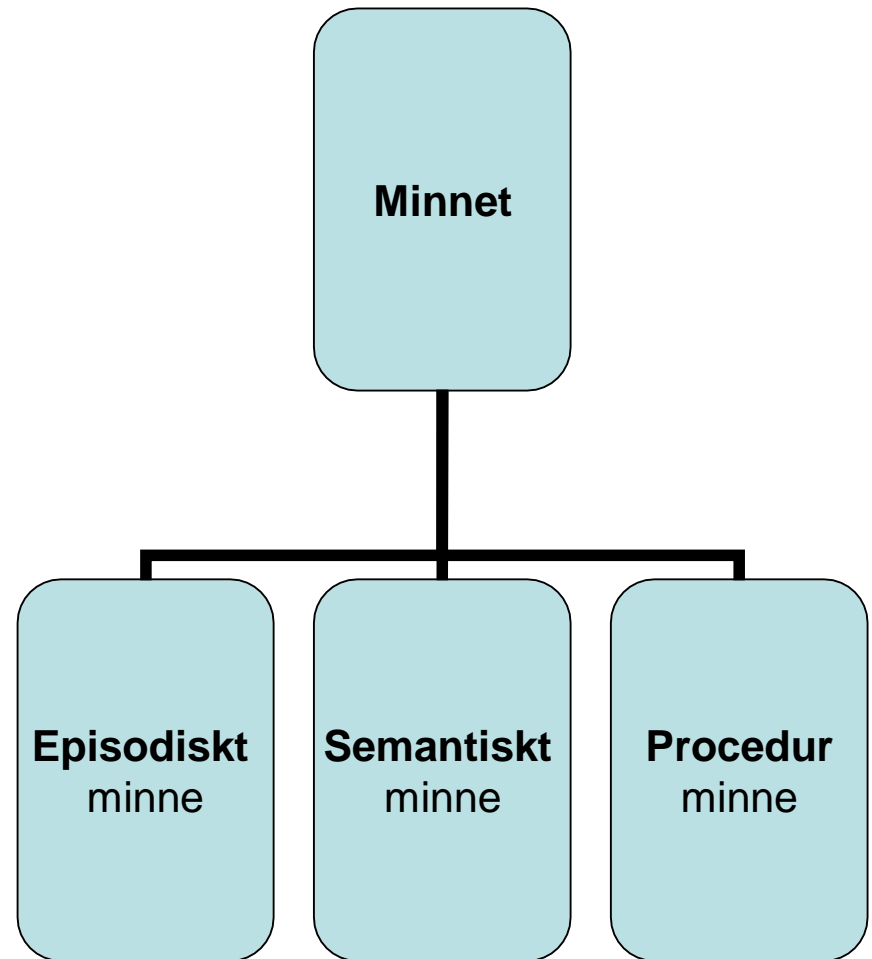 Minnet
Episodiskt
minne
Semantiskt
minne
Procedur
minne